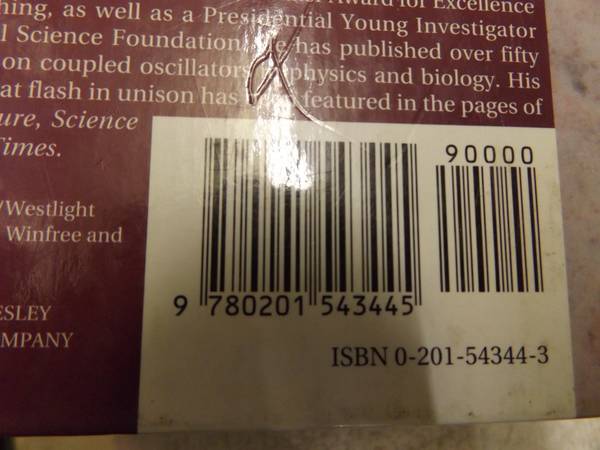 hing, as well as a Presidential Young Investigator
l Science Foundation. He has published over fifty
on coupled oscillators physics and biology. His
at flash in unison has featured in the pages of
ure, Science
Times.
/Westlight
Winfree and
ESLEY
MPANY
90000
9 780201 543445
ISBN 0-201-54344-3